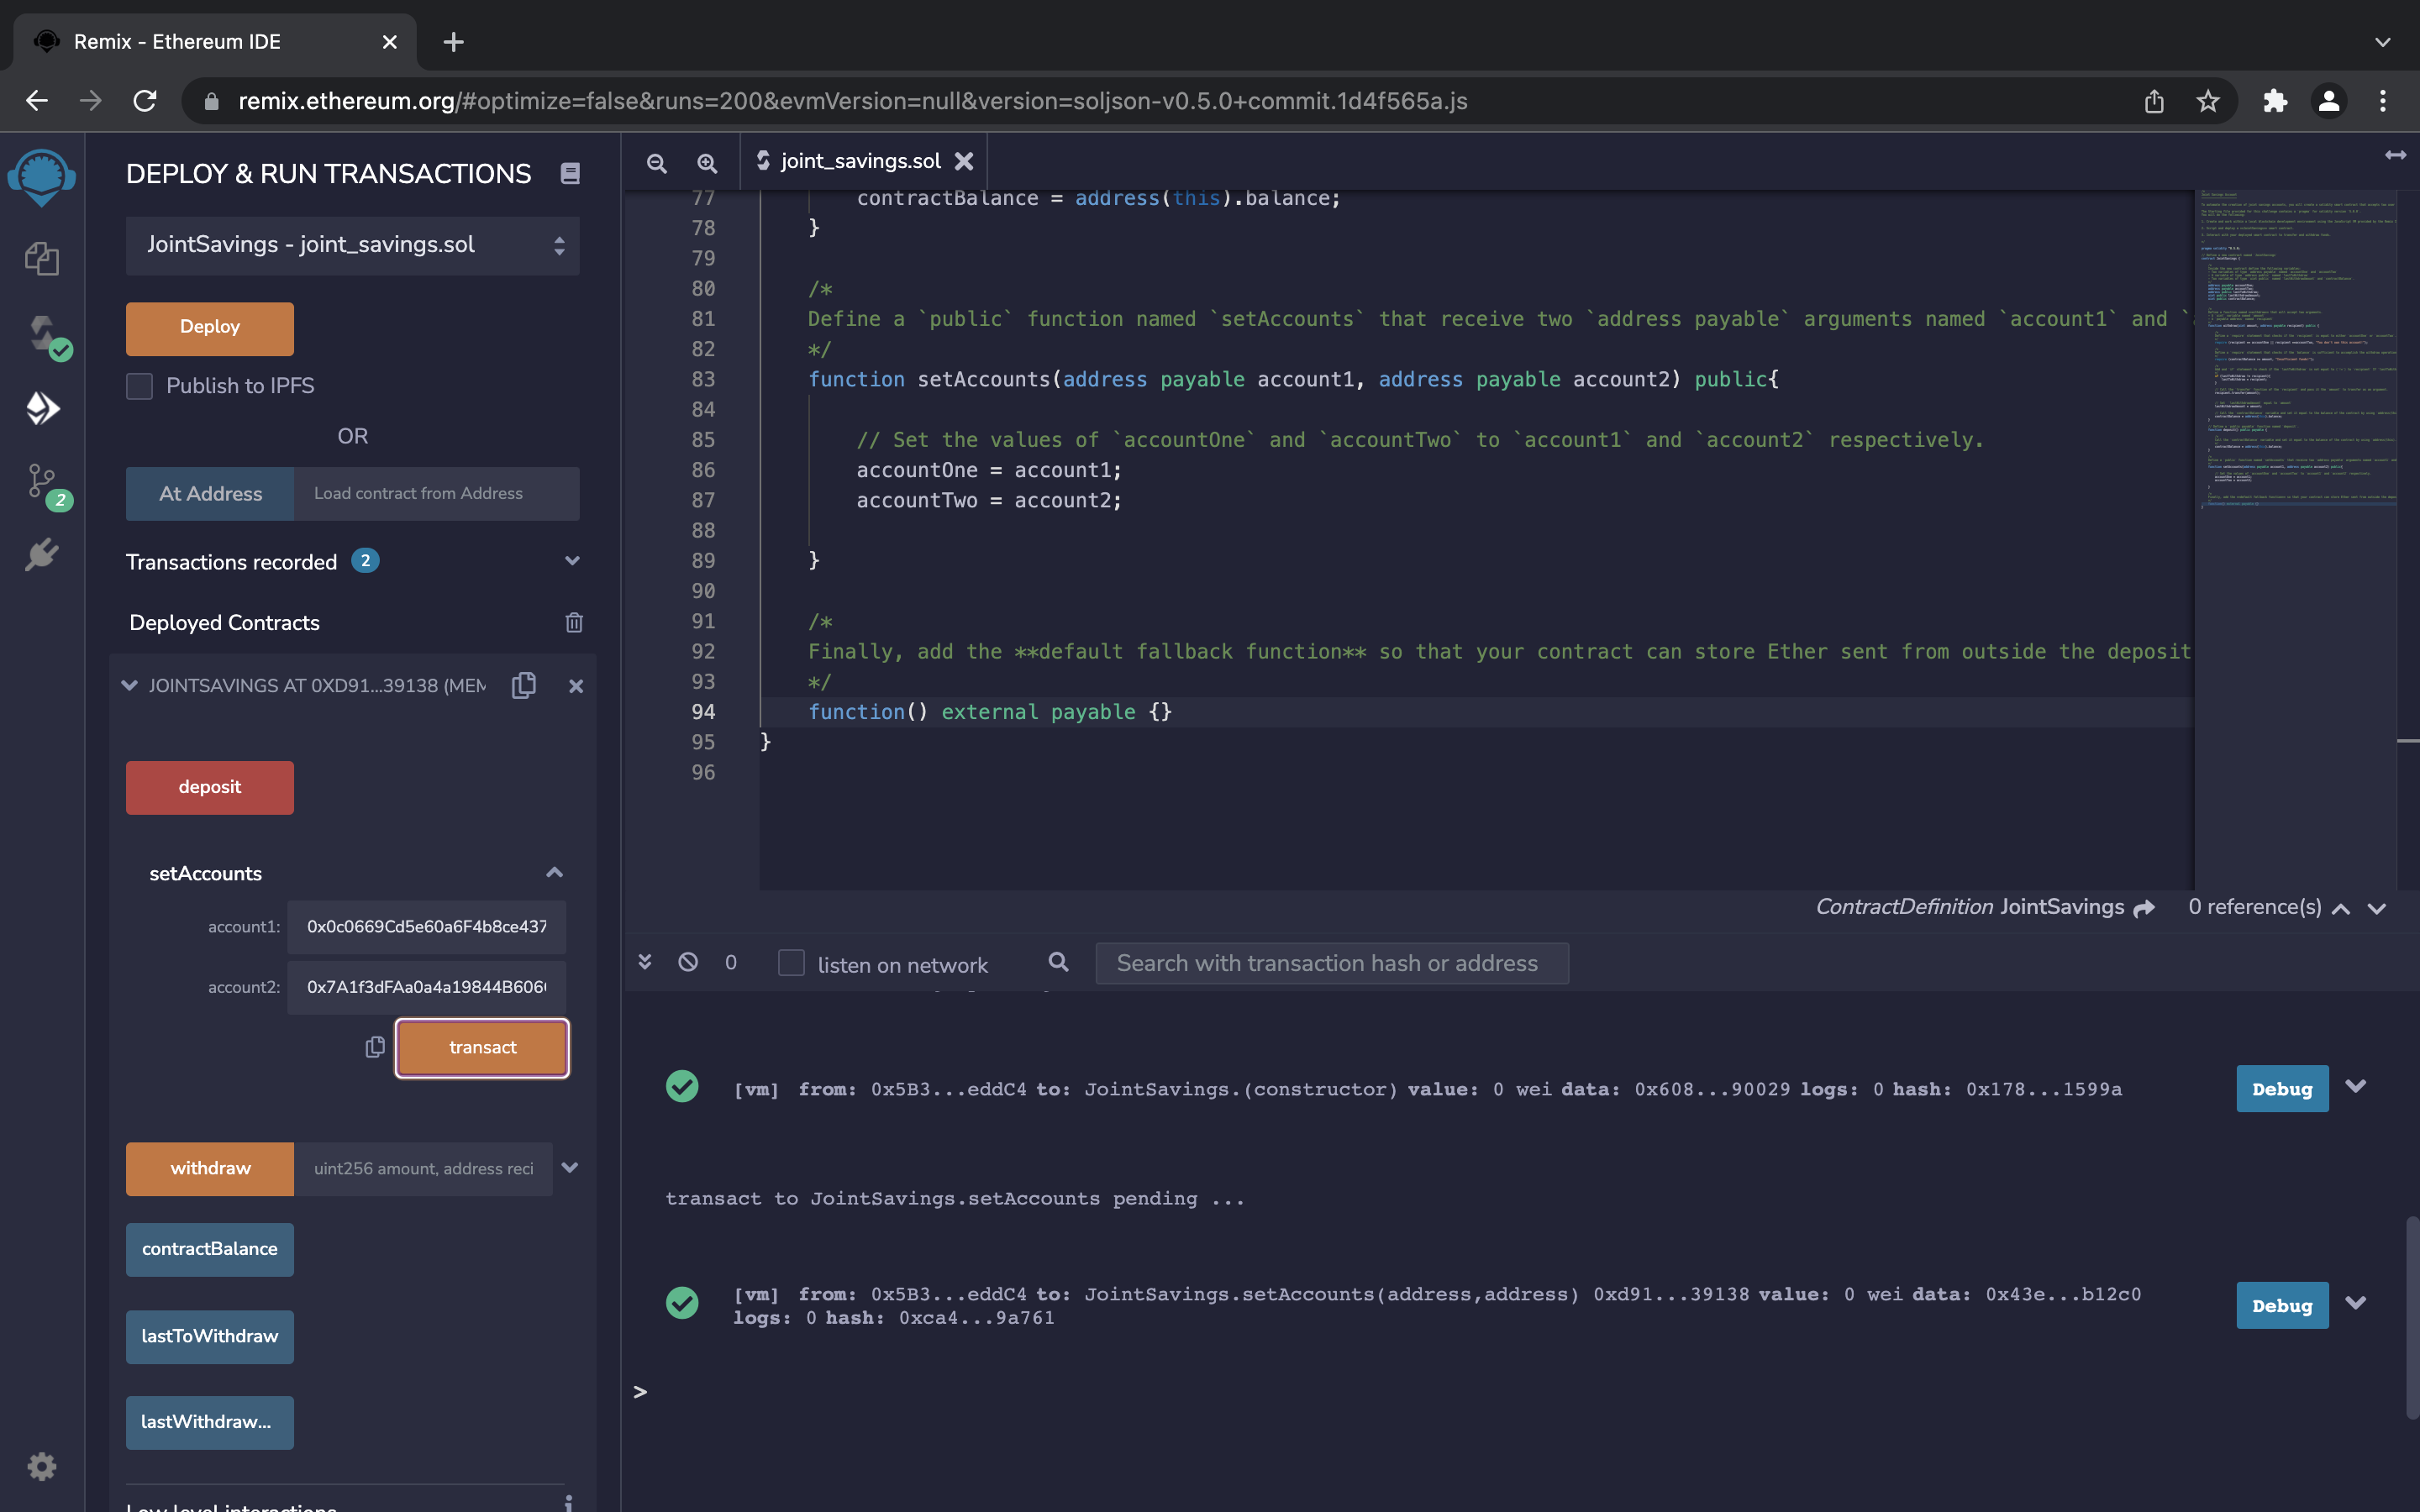 Remix - Ethereum IDE
remix.ethereum.org/#optimize=false&runs=200&evmVersion=null&version=soljson-v0.5.0+commit.1d4f565a.js
DEPLOY & RUN TRANSACTIONS
JointSavings - joint_savings.sol
Deploy
Publish to IPFS
OR
At Address
Load contract from Address
Transactions recorded 2
Deployed Contracts
JOINTSAVINGS AT 0XD91...39138 (MEM
deposit
setAccounts
account1: 0x0c0669Cd5e60a6F4b8ce437
account2: 0x7A1f3dFAa0a4a19844B606
transact
withdraw
uint256 amount, address reci
contractBalance
lastToWithdraw
lastWithdraw...
Low level interactions
2
joint_savings.sol
77 contractBalance = address(this).balance;
78 }
79
80 /*
81 Define a `public` function named `setAccounts` that receive two `address payable` arguments named `account1` and `
82 */
83 function setAccounts(address payable account1, address payable account2) public{
84
85 // Set the values of `accountOne` and `accountTwo` to `account1` and `account2` respectively.
86 accountOne = account1;
87 accountTwo = account2;
88
89 }
90
91 /*
92 Finally, add the **default fallback function** so that your contract can store Ether sent from outside the deposit
93 */
94 function() external payable {}
95 }
96
ContractDefinition JointSavings 0 reference(s)
0 listen on network
Search with transaction hash or address
[vm] from: 0x5B3...eddC4 to: JointSavings.(constructor) value: 0 wei data: 0x608...90029 logs: 0 hash: 0x178...1599a
Debug
transact to JointSavings.setAccounts pending ...
[vm] from: 0x5B3...eddC4 to: JointSavings.setAccounts(address,address) 0xd91...39138 value: 0 wei data: 0x43e...b12c0
logs: 0 hash: 0xca4...9a761
Debug
>